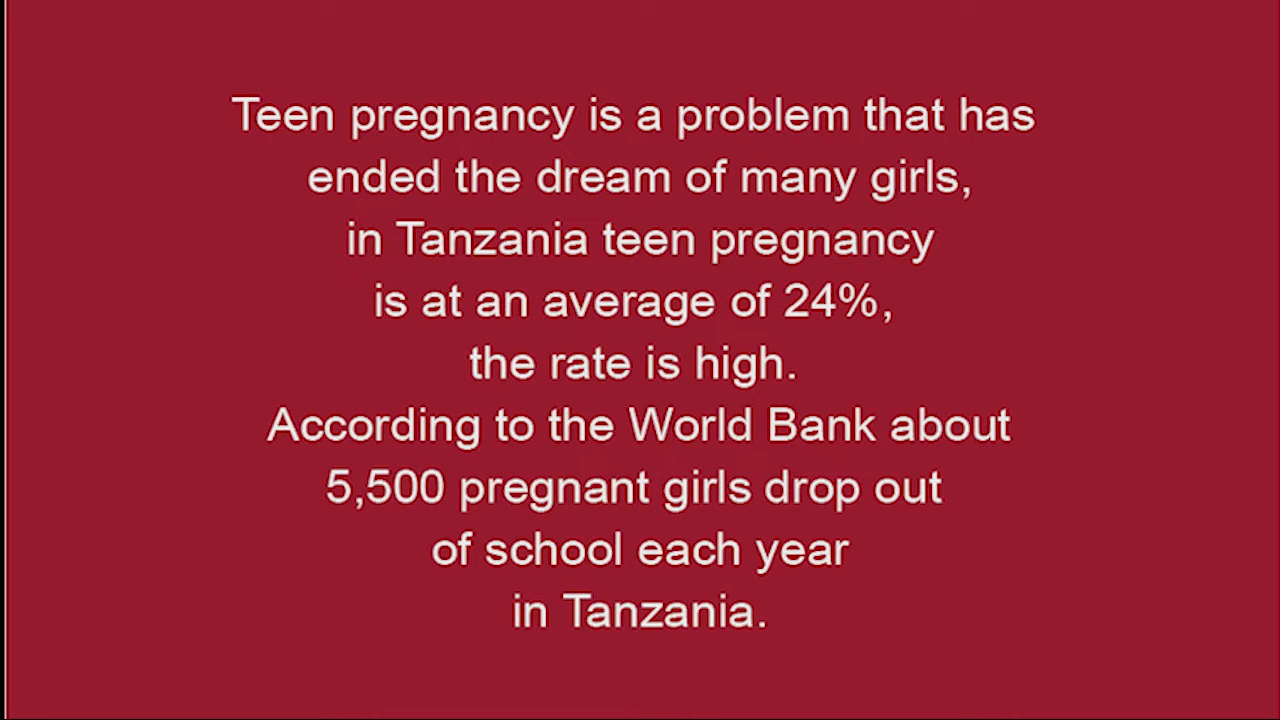 Teen pregnancy is a problem that has
ended the dream of many girls,
in Tanzania teen pregnancy
is at an average of 24%,
the rate is high.
According to the World Bank about
5,500 pregnant girls drop out
of school each year
in Tanzania.